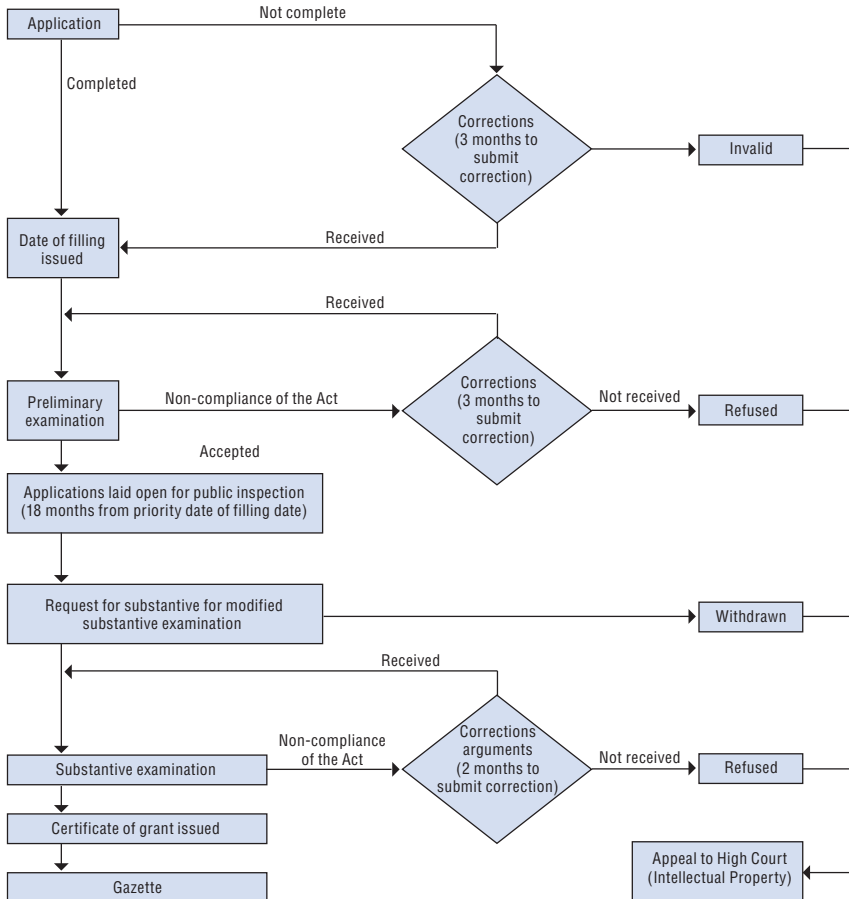 Application
Not complete
Completed
Corrections
(3 months to
submit
correction)
Invalid
Date of filling
issued
Received
Received
Preliminary
examination
Non-compliance of the Act
Corrections
(3 months to
submit
correction)
Not received
Refused
Accepted
Applications laid open for public inspection
(18 months from priority date of filling date)
Request for substantive for modified
substantive examination
Withdrawn
Received
Substantive examination
Non-compliance
of the Act
Corrections
arguments
(2 months to
submit correction)
Not received
Refused
Certificate of grant issued
Gazette
Appeal to High Court
(Intellectual Property)